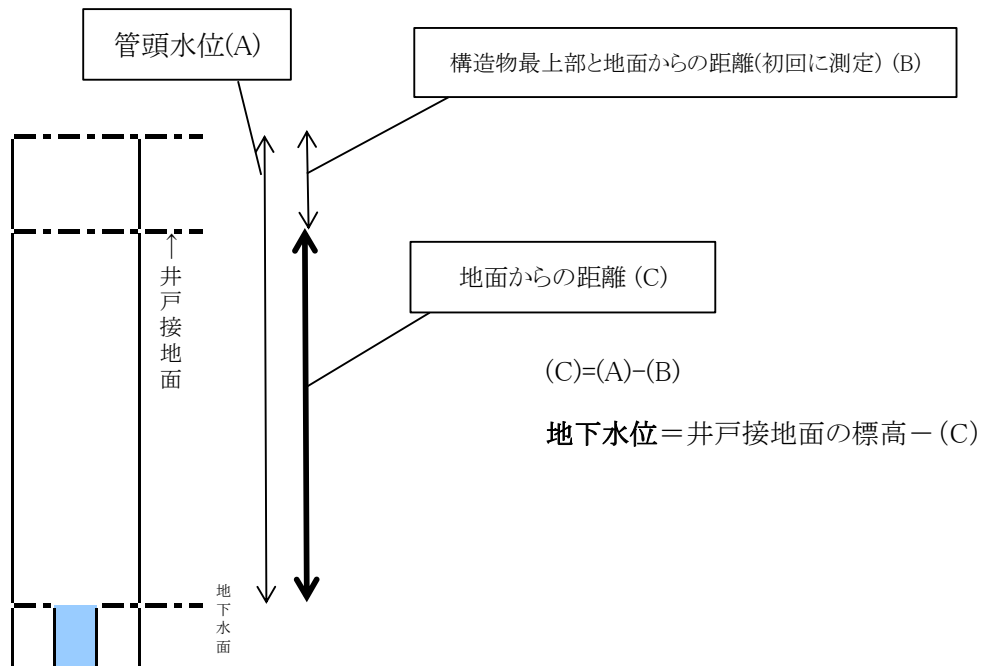 管頭水位(A)
構造物最上部と地面からの距離(初回に測定) (B)
↑井戸接地面
地面からの距離 (C)
(C)=(A)-(B)
地下水位＝井戸接地面の標高－(C)
地下水面